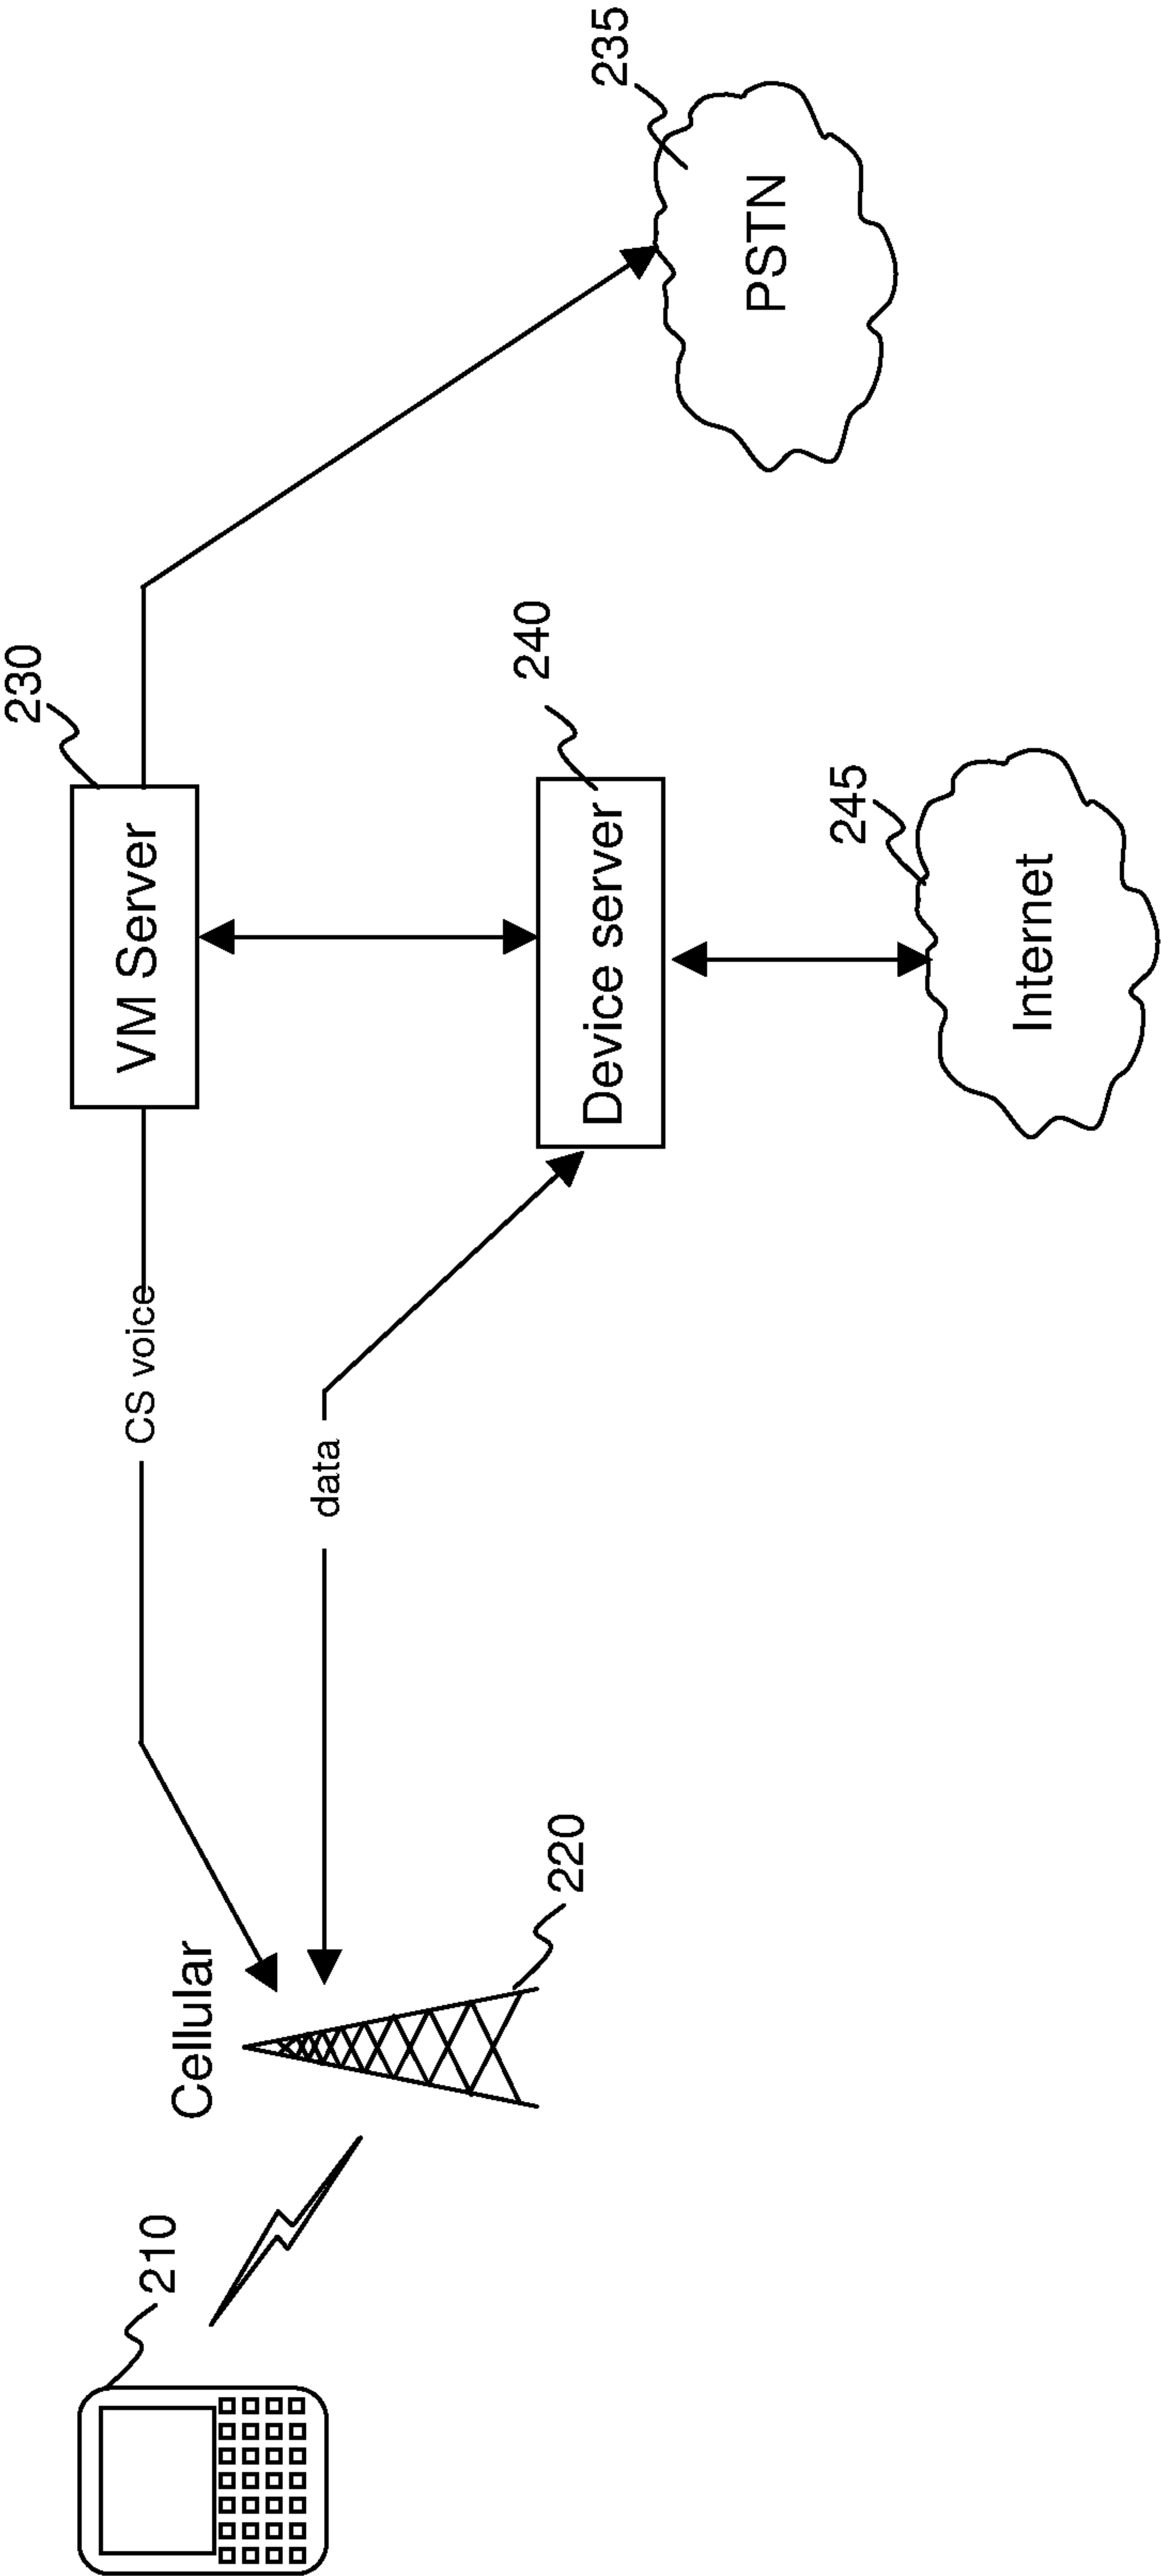 230
VM Server
CS voice
Cellular
210
235
PSTN
240
Device server
data
220
245
Internet